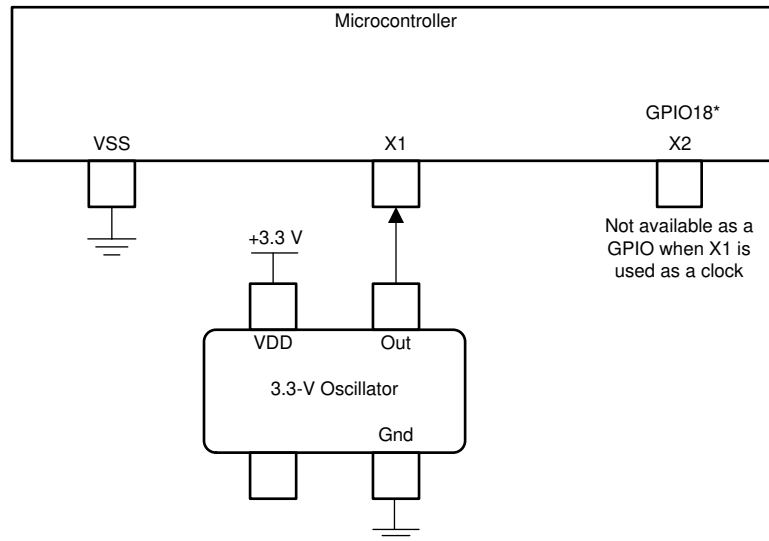 Microcontroller
GPIO18*
VSS
X1
X2
Not available as a
GPIO when X1 is
used as a clock
+3.3 V
VDD
Out
3.3-V Oscillator
Gnd